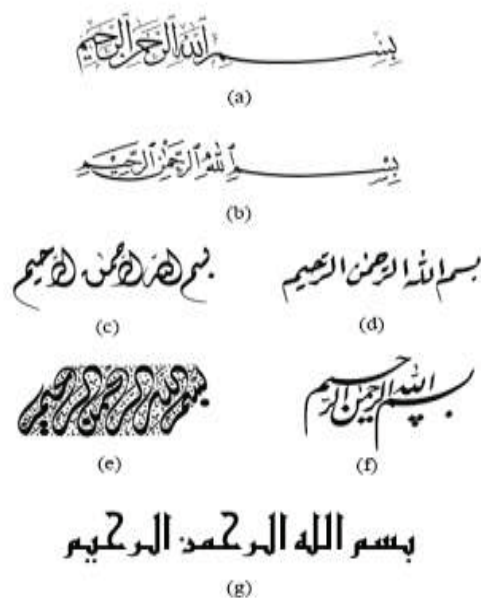 بسم الله الرحمن الرحيم
(a)
بسم الله الرحمن الرحيم
(b)
بسم الله الرحمن الرحيم
(c)
بسم الله الرحمن الرحيم
(d)
بسم الله الرحمن الرحيم
(e)
بسم الله الرحمن الرحيم
(f)
بسم الله الرحمن الرحيم
(g)